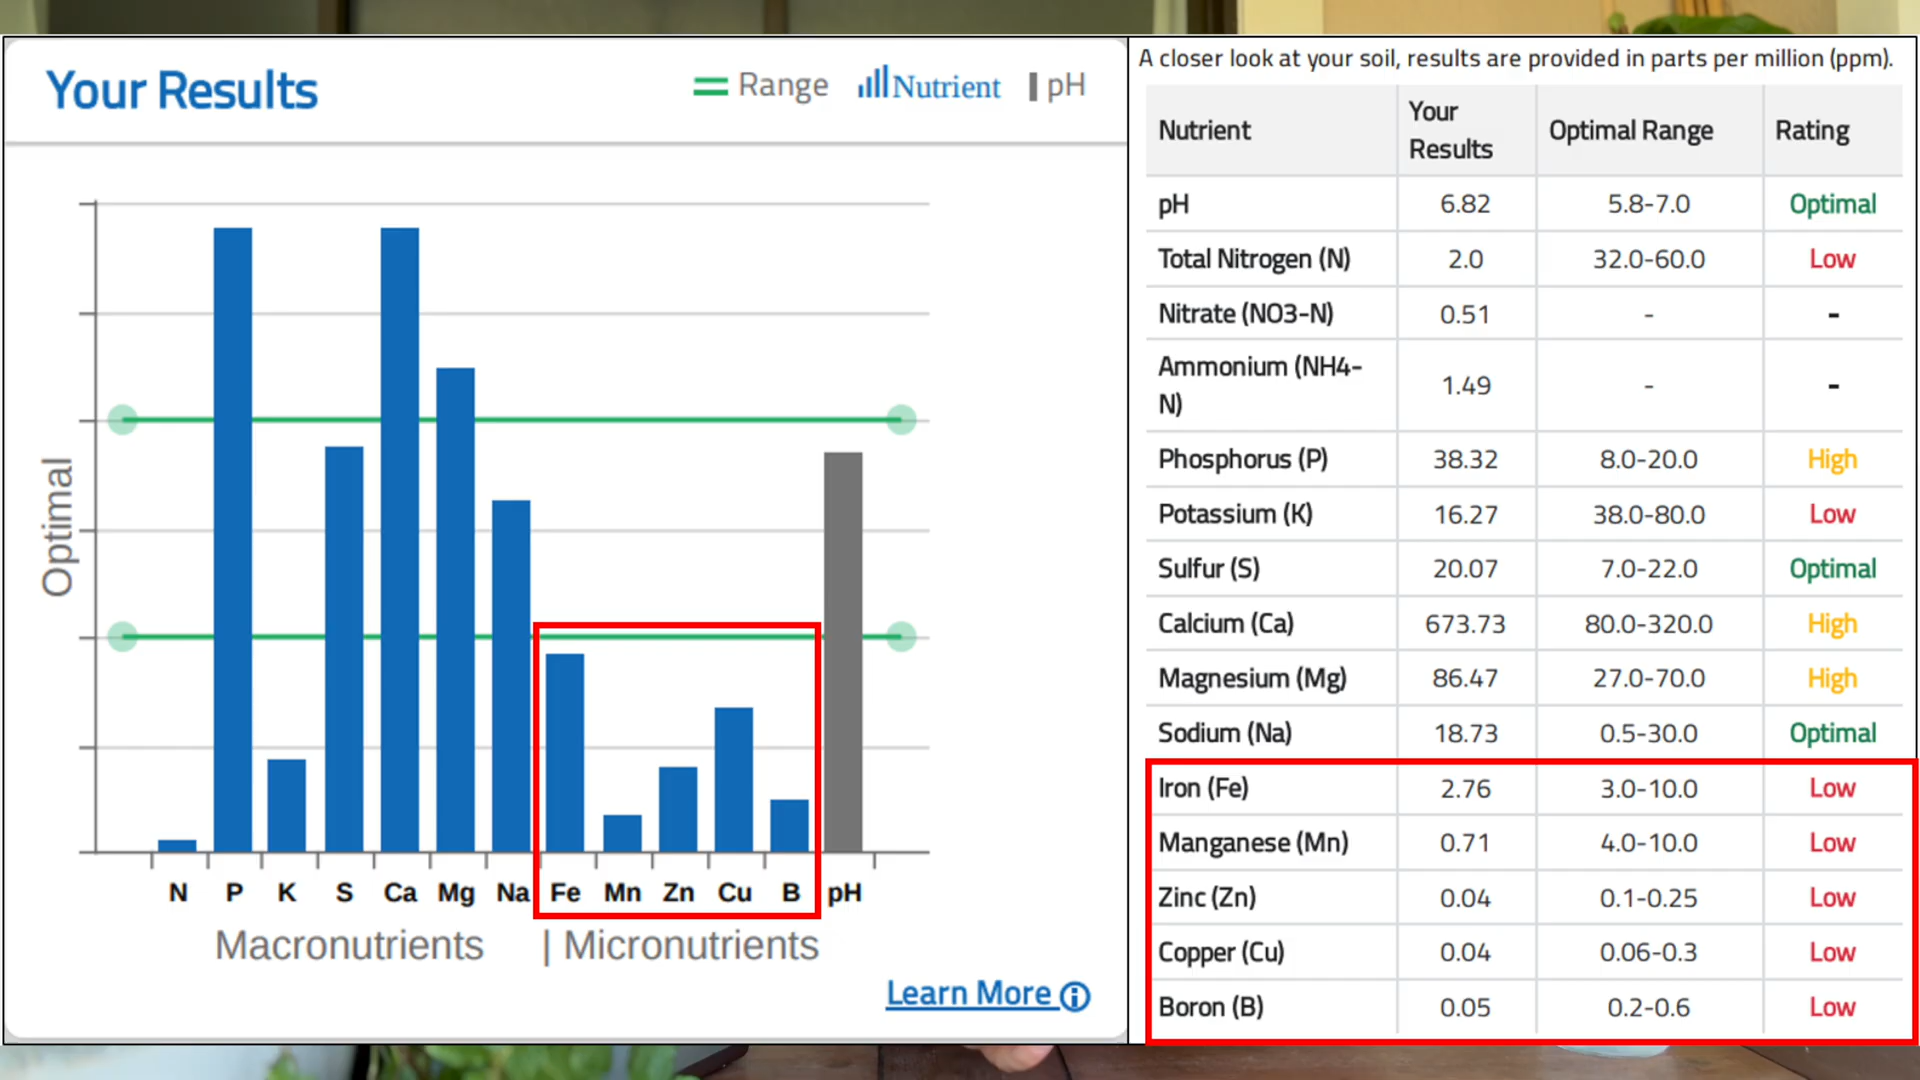 Your Results
Range Nutrient pH
Optimal
N P K S Ca Mg Na Fe Mn Zn Cu B pH
Macronutrients | Micronutrients
Learn More
A closer look at your soil, results are provided in parts per million (ppm).
Nutrient Your Results Optimal Range Rating
pH 6.82 5.8-7.0 Optimal
Total Nitrogen (N) 2.0 32.0-60.0 Low
Nitrate (NO3-N) 0.51 - -
Ammonium (NH4-N) 1.49 - -
Phosphorus (P) 38.32 8.0-20.0 High
Potassium (K) 16.27 38.0-80.0 Low
Sulfur (S) 20.07 7.0-22.0 Optimal
Calcium (Ca) 673.73 80.0-320.0 High
Magnesium (Mg) 86.47 27.0-70.0 High
Sodium (Na) 18.73 0.5-30.0 Optimal
Iron (Fe) 2.76 3.0-10.0 Low
Manganese (Mn) 0.71 4.0-10.0 Low
Zinc (Zn) 0.04 0.1-0.25 Low
Copper (Cu) 0.04 0.06-0.3 Low
Boron (B) 0.05 0.2-0.6 Low